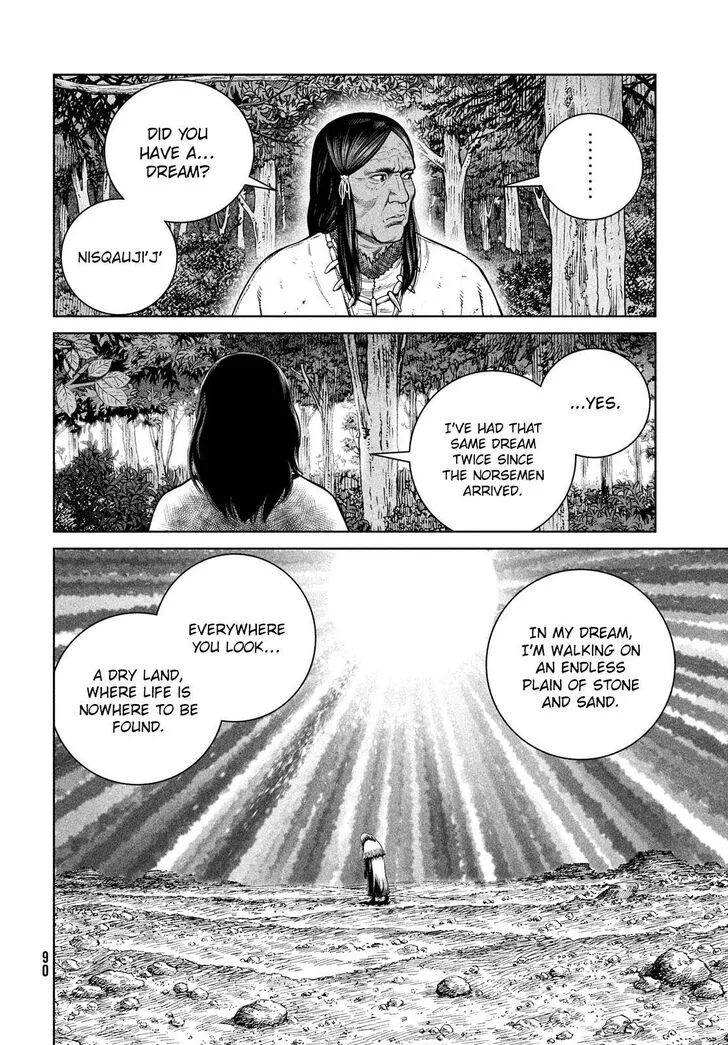 .......
DID YOU
HAVE A...
DREAM?
NISQAUJI'J'
...YES.
I'VE HAD THAT
SAME DREAM
TWICE SINCE
THE NORSEMEN
ARRIVED.
IN MY DREAM,
I'M WALKING ON
AN ENDLESS
PLAIN OF STONE
AND SAND.
EVERYWHERE
YOU LOOK...
A DRY LAND,
WHERE LIFE IS
NOWHERE TO BE
FOUND.
90